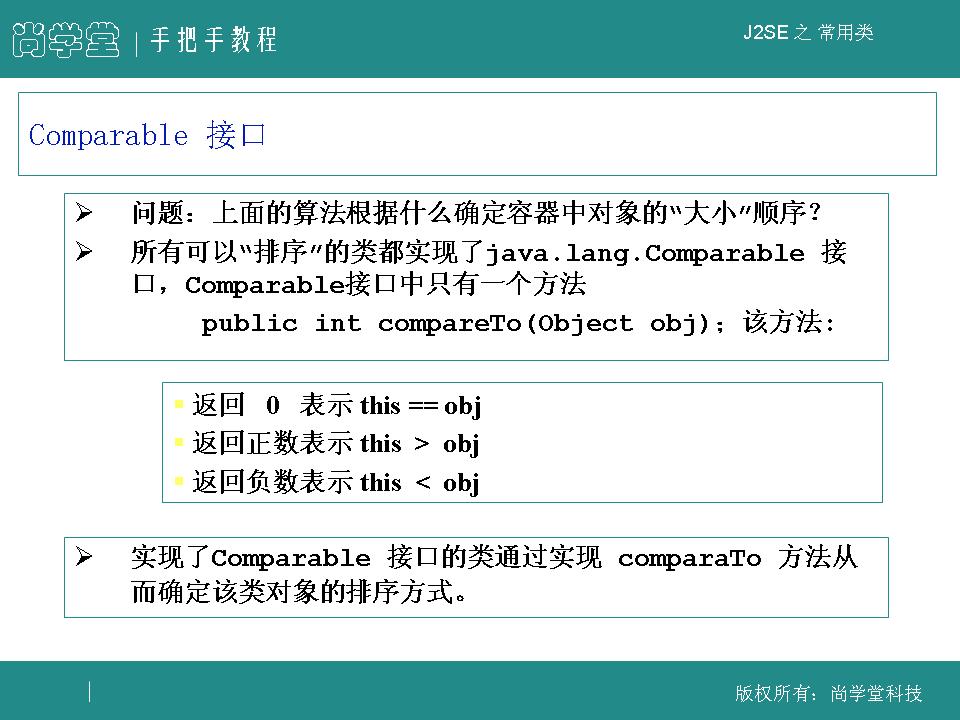 尚学堂 手把手教程
J2SE 之 常用类
Comparable 接口
问题：上面的算法根据什么确定容器中对象的“大小”顺序？
所有可以“排序”的类都实现了java.lang.Comparable 接
口，Comparable接口中只有一个方法
public int compareTo(Object obj)；该方法:
返回 0 表示 this == obj
返回正数表示 this > obj
返回负数表示 this < obj
实现了Comparable 接口的类通过实现 comparaTo 方法从
而确定该类对象的排序方式。
版权所有：尚学堂科技